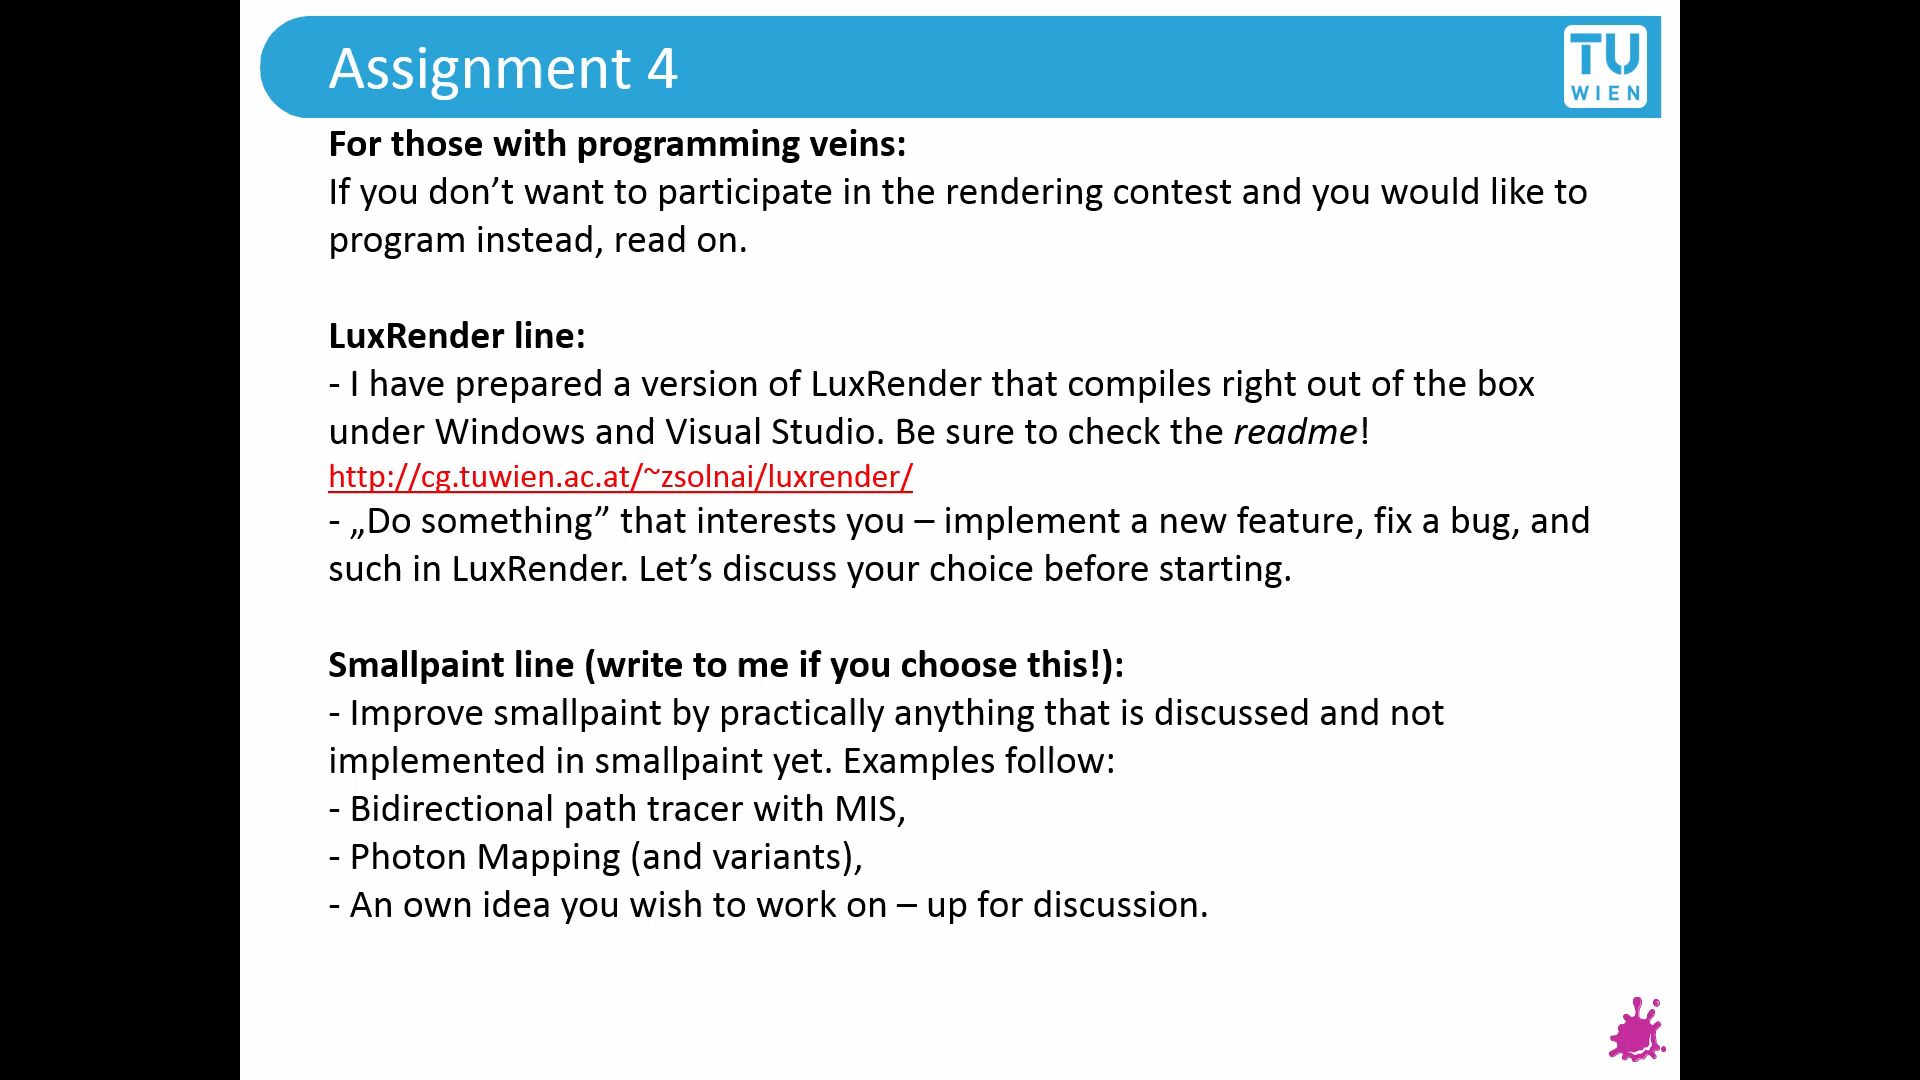 Assignment 4
TU
WIEN
For those with programming veins:
If you don’t want to participate in the rendering contest and you would like to
program instead, read on.
LuxRender line:
- I have prepared a version of LuxRender that compiles right out of the box
under Windows and Visual Studio. Be sure to check the readme!
http://cg.tuwien.ac.at/~zsolnai/luxrender/
- „Do something” that interests you – implement a new feature, fix a bug, and
such in LuxRender. Let’s discuss your choice before starting.
Smallpaint line (write to me if you choose this!):
- Improve smallpaint by practically anything that is discussed and not
implemented in smallpaint yet. Examples follow:
- Bidirectional path tracer with MIS,
- Photon Mapping (and variants),
- An own idea you wish to work on – up for discussion.